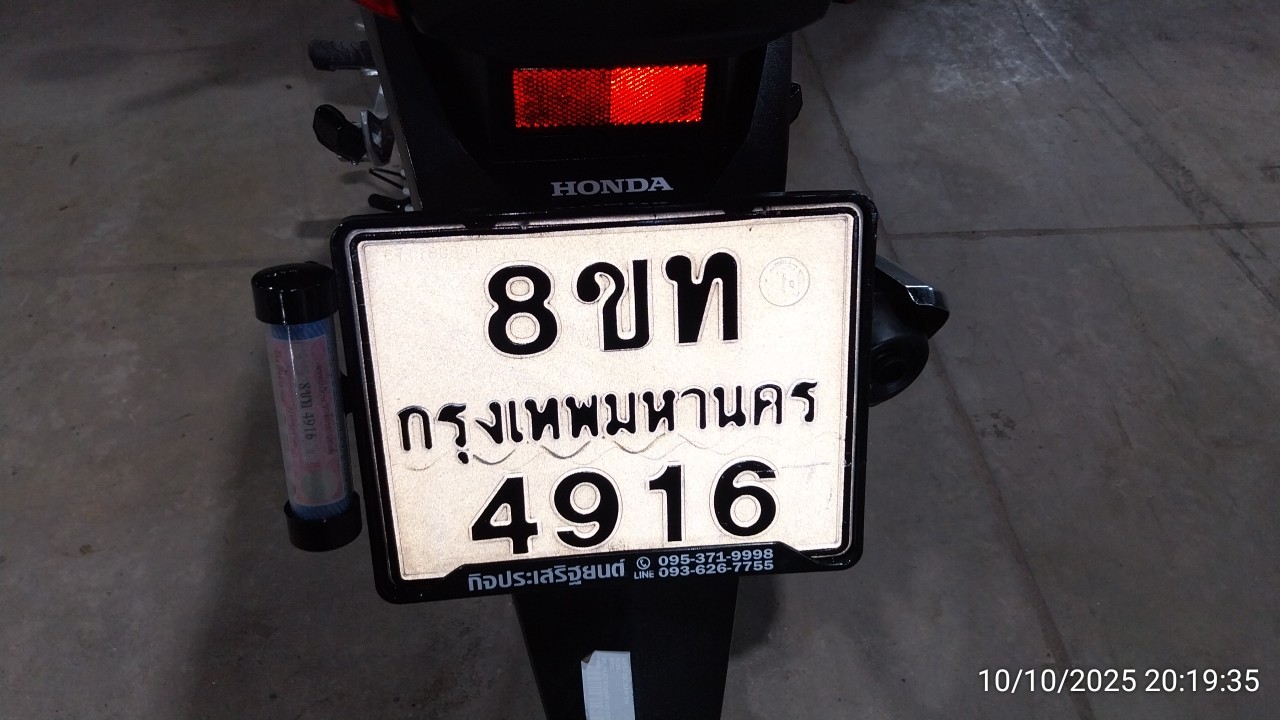 HONDA
8ขท
กรุงเทพมหานคร
4916
กิจประเสริฐยนต์
095-371-9998
LINE 093-626-7755
4916
10/10/2025 20:19:35